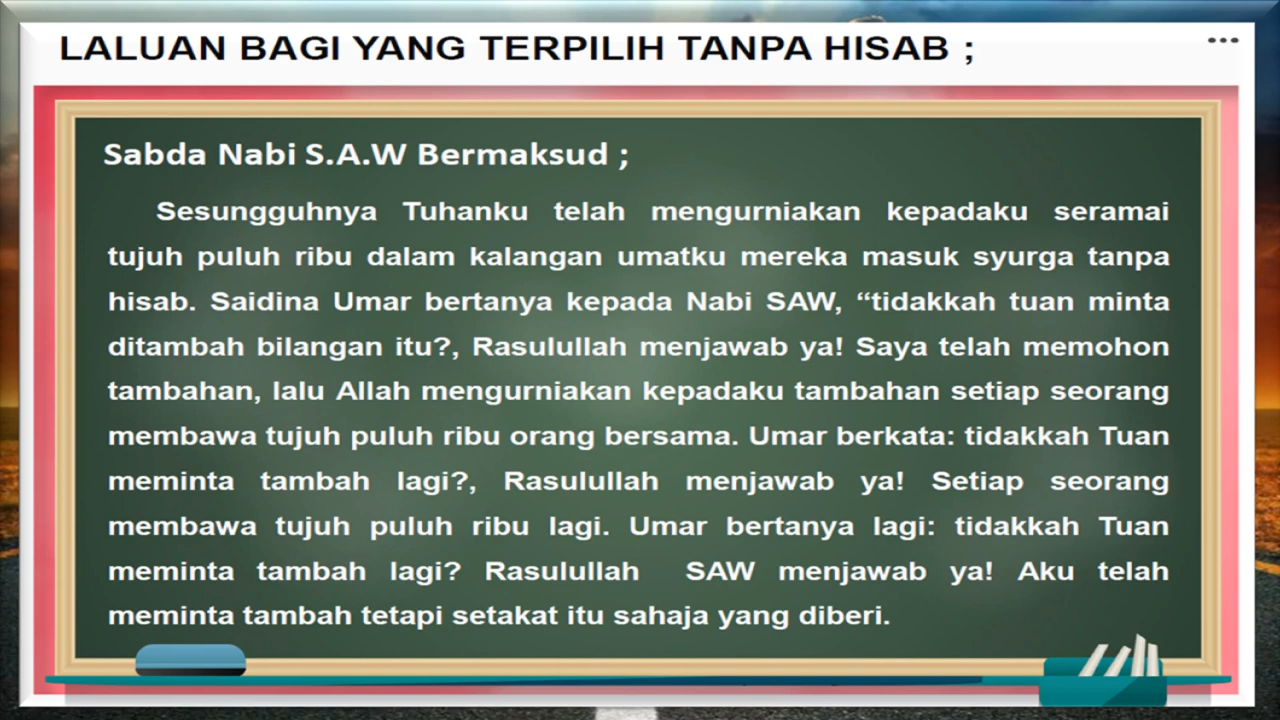 LALUAN BAGI YANG TERPILIH TANPA HISAB ;
Sabda Nabi S.A.W Bermaksud ;
Sesungguhnya Tuhanku telah mengurniakan kepadaku seramai
tujuh puluh ribu dalam kalangan umatku mereka masuk syurga tanpa
hisab. Saidina Umar bertanya kepada Nabi SAW, “tidakkah tuan minta
ditambah bilangan itu?, Rasulullah menjawab ya! Saya telah memohon
tambahan, lalu Allah mengurniakan kepadaku tambahan setiap seorang
membawa tujuh puluh ribu orang bersama. Umar berkata: tidakkah Tuan
meminta tambah lagi?, Rasulullah menjawab ya! Setiap seorang
membawa tujuh puluh ribu lagi. Umar bertanya lagi: tidakkah Tuan
meminta tambah lagi? Rasulullah SAW menjawab ya! Aku telah
meminta tambah tetapi setakat itu sahaja yang diberi.